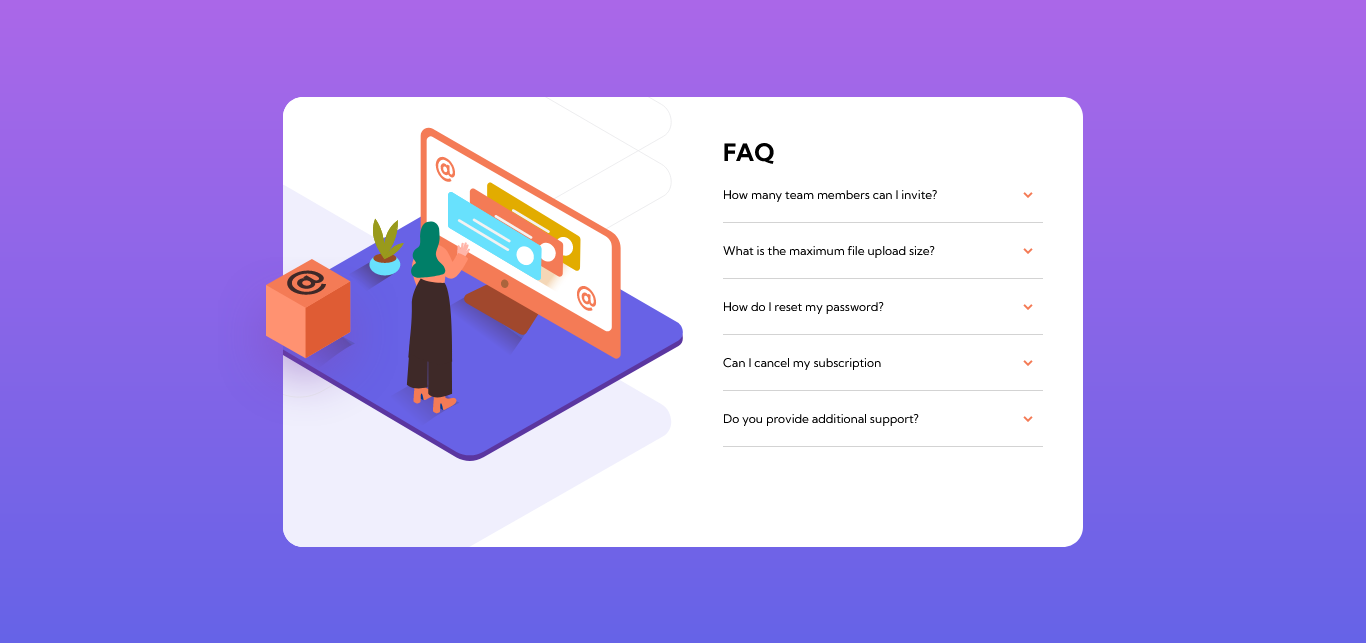 @
@
@
FAQ
How many team members can I invite?
What is the maximum file upload size?
How do I reset my password?
Can I cancel my subscription
Do you provide additional support?